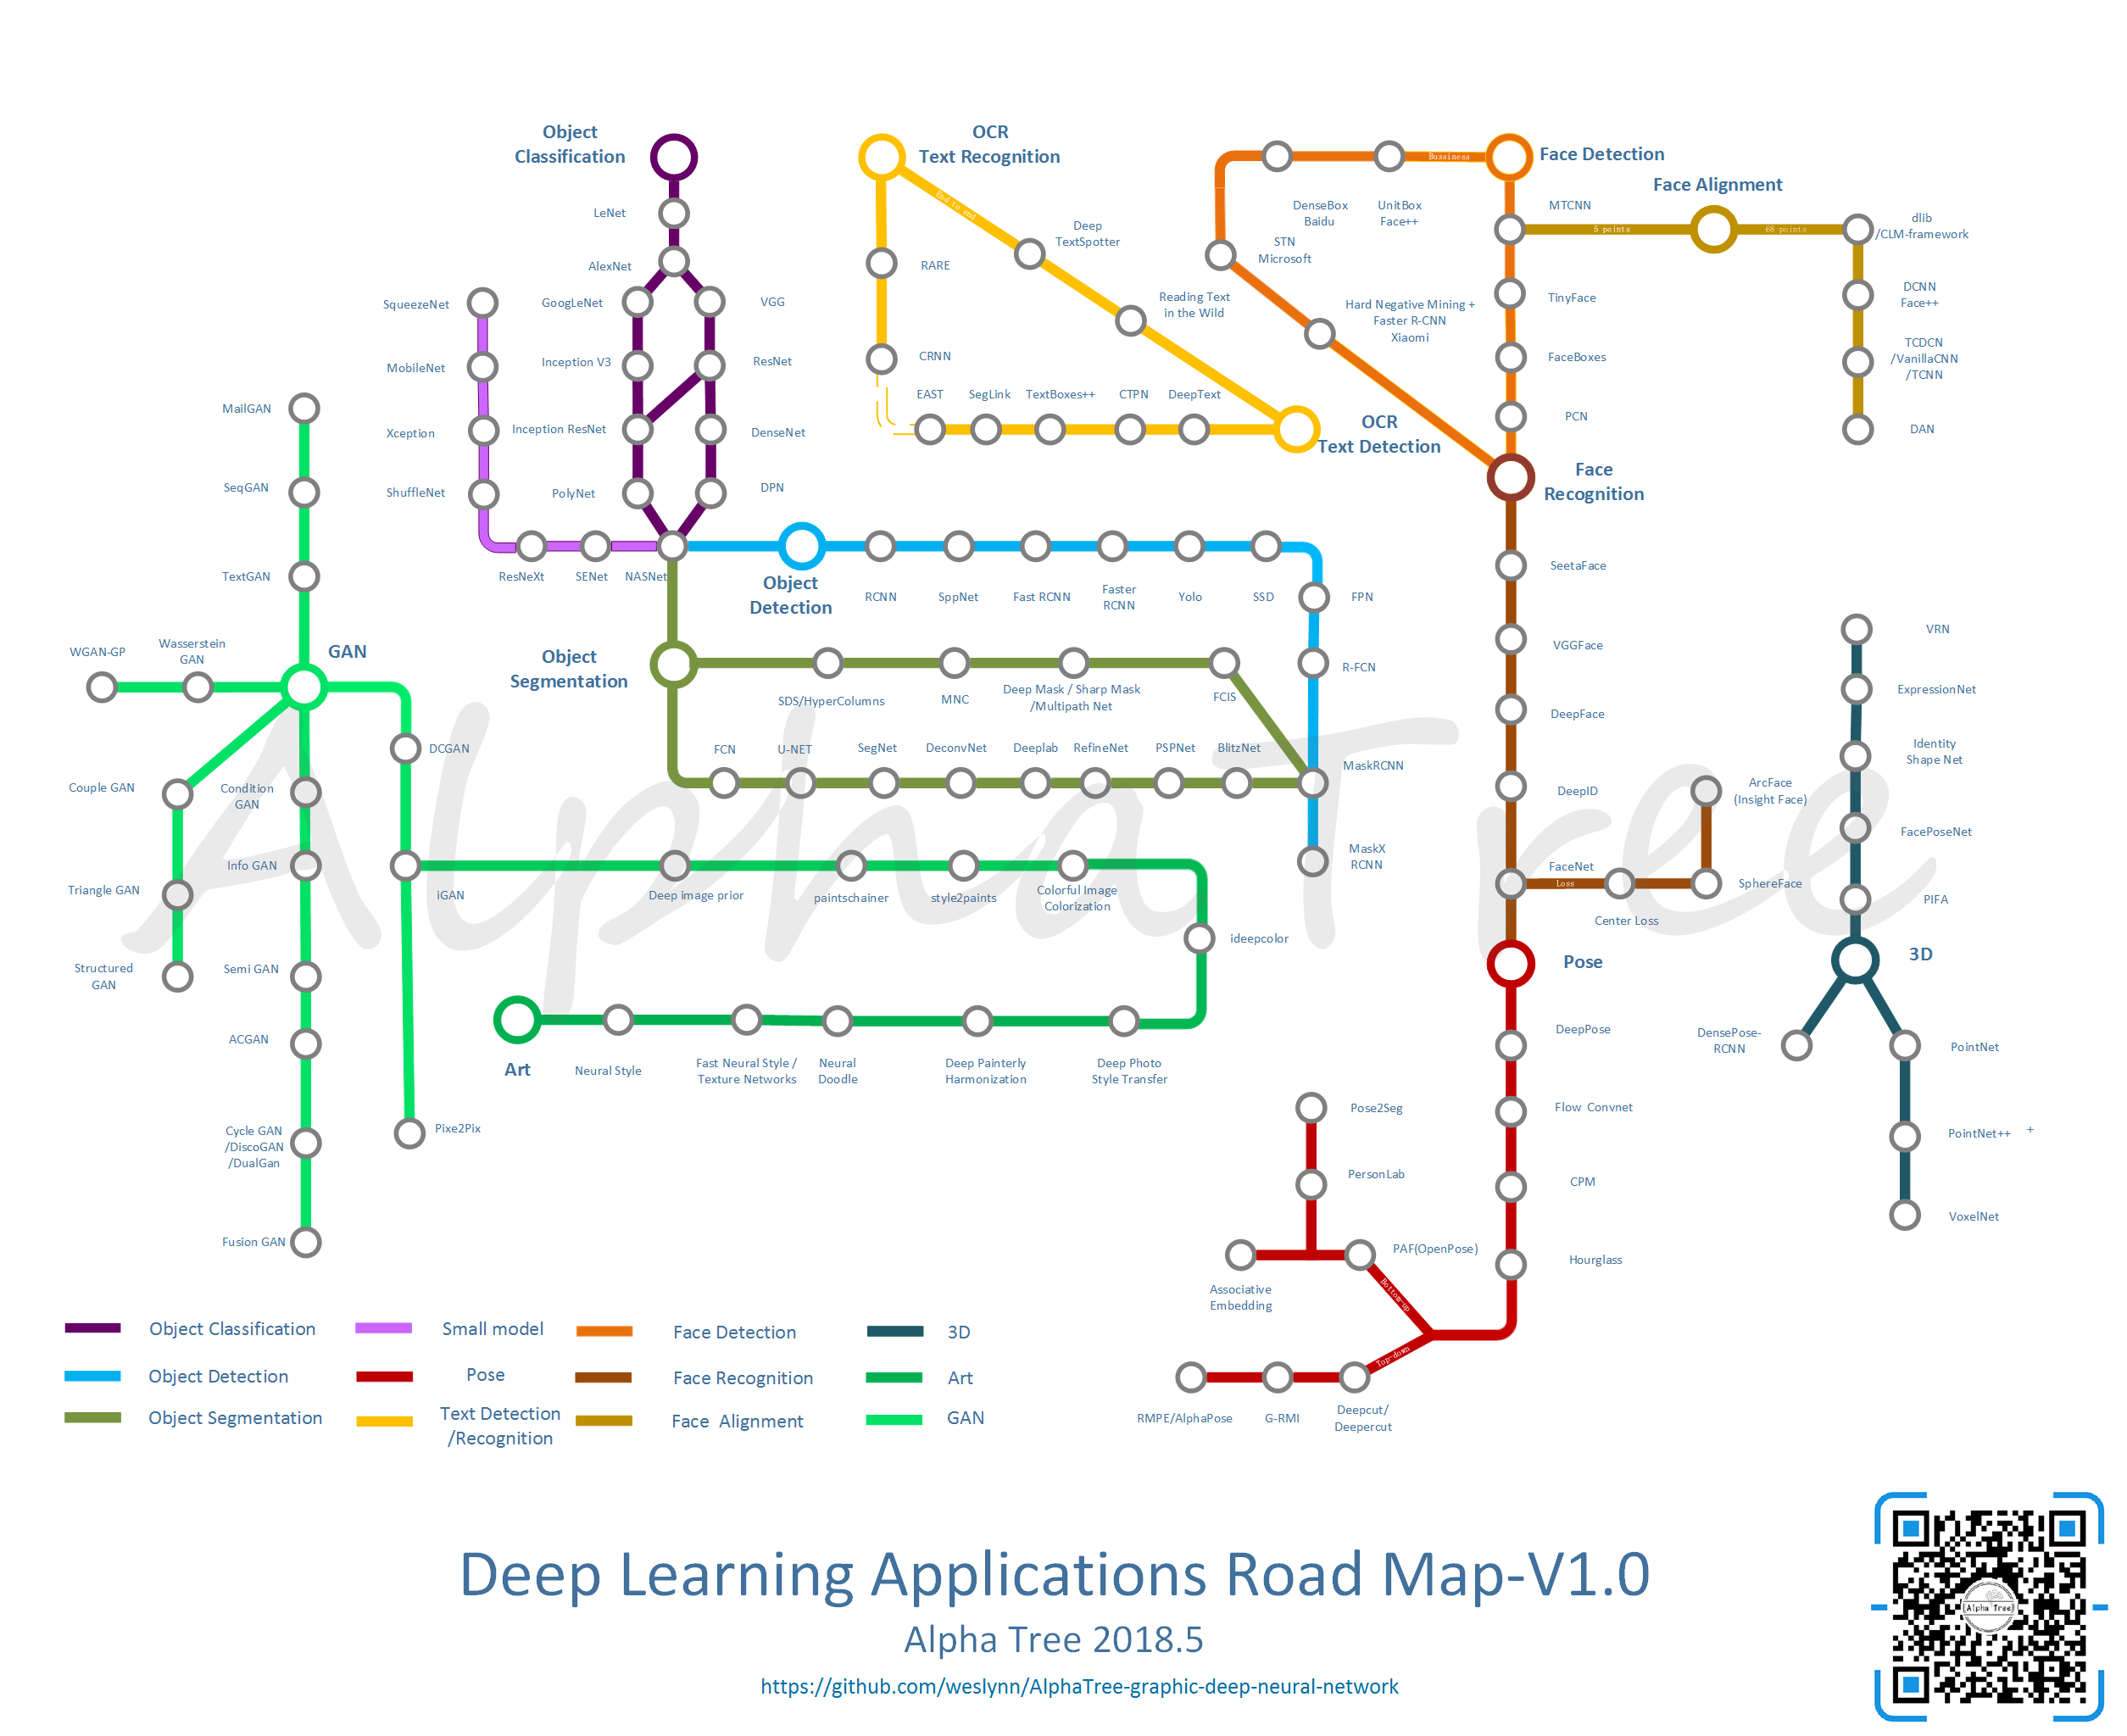 Object
Classification
LeNet
AlexNet
GoogLeNet
VGG
Inception V3
ResNet
Inception ResNet
DenseNet
PolyNet
DPN
SqueezeNet
MobileNet
Xception
ShuffleNet
ResNeXt
SENet
NASNet
OCR
Text Recognition
End to end
RARE
CRNN
Deep
TextSpotter
Reading Text
in the Wild
EAST
SegLink
TextBoxes++
CTPN
DeepText
OCR
Text Detection
Face Detection
Bussiness
DenseBox
Baidu
UnitBox
Face++
STN
Microsoft
Hard Negative Mining +
Faster R-CNN
Xiaomi
MTCNN
TinyFace
FaceBoxes
PCN
Face Alignment
5 points
68 points
dlib
/CLM-framework
DCNN
Face++
TCDCN
/VanillaCNN
/TCNN
DAN
Face
Recognition
SeetaFace
VGGFace
DeepFace
DeepID
FaceNet
Loss
Center Loss
SphereFace
ArcFace
(Insight Face)
Object
Detection
RCNN
SppNet
Fast RCNN
Faster
RCNN
Yolo
SSD
FPN
R-FCN
MaskRCNN
MaskX
RCNN
Object
Segmentation
SDS/HyperColumns
MNC
Deep Mask / Sharp Mask
/Multipath Net
FCIS
FCN
U-NET
SegNet
DeconvNet
Deeplab
RefineNet
PSPNet
BlitzNet
MailGAN
SeqGAN
TextGAN
GAN
WGAN-GP
Wasserstein
GAN
Couple GAN
Triangle GAN
Structured
GAN
Condition
GAN
Info GAN
Semi GAN
ACGAN
Cycle GAN
/DiscoGAN
/DualGan
Fusion GAN
DCGAN
iGAN
Pixe2Pix
Deep image prior
paintschainer
style2paints
Colorful Image
Colorization
ideepcolor
Art
Neural Style
Fast Neural Style /
Texture Networks
Neural
Doodle
Deep Painterly
Harmonization
Deep Photo
Style Transfer
Pose
DeepPose
Flow Convnet
CPM
Hourglass
Pose2Seg
PersonLab
PAF(OpenPose)
Associative
Embedding
Bottom-up
Top-down
RMPE/AlphaPose
G-RMI
Deepcut/
Deepercut
VRN
ExpressionNet
Identity
Shape Net
FacePoseNet
PIFA
3D
DensePose-
RCNN
PointNet
PointNet++ +
VoxelNet
AlphaTree
Object Classification
Small model
Face Detection
3D
Object Detection
Pose
Face Recognition
Art
Object Segmentation
Text Detection
/Recognition
Face Alignment
GAN
Deep Learning Applications Road Map-V1.0
Alpha Tree 2018.5
https://github.com/weslynn/AlphaTree-graphic-deep-neural-network
Alpha Tree